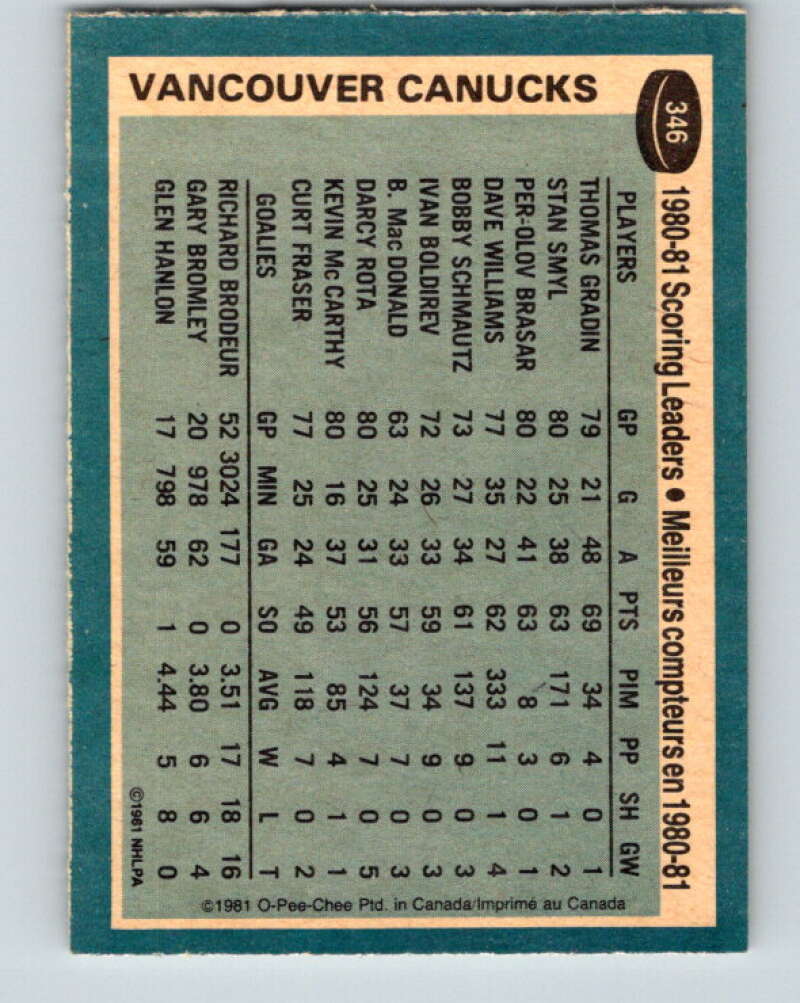 VANCOUVER CANUCKS
346
1980-81 Scoring Leaders • Meilleurs compteurs en 1980-81
PLAYERS GP G A PTS PIM PP SH GW
THOMAS GRADIN 79 21 48 69 34 4 0 1
STAN SMYL 80 25 38 63 171 6 1 2
PER-OLOV BRASAR 80 22 41 63 8 3 0 1
DAVE WILLIAMS 77 35 27 62 333 11 1 4
BOBBY SCHMAUTZ 73 27 34 61 137 9 0 3
IVAN BOLDIREV 72 26 33 59 34 9 0 3
B. Mac DONALD 63 24 33 57 37 7 0 3
DARCY ROTA 80 25 31 56 124 7 0 5
KEVIN Mc CARTHY 80 16 37 53 85 4 1 1
CURT FRASER 77 25 24 49 118 7 0 2
GOALIES GP MIN GA SO AVG W L T
RICHARD BRODEUR 52 3024 177 0 3.51 17 18 16
GARY BROMLEY 20 978 62 0 3.80 6 6 4
GLEN HANLON 17 798 59 1 4.44 5 8 0
©1981 NHLPA
©1981 O-Pee-Chee Ptd. in Canada/Imprimé au Canada